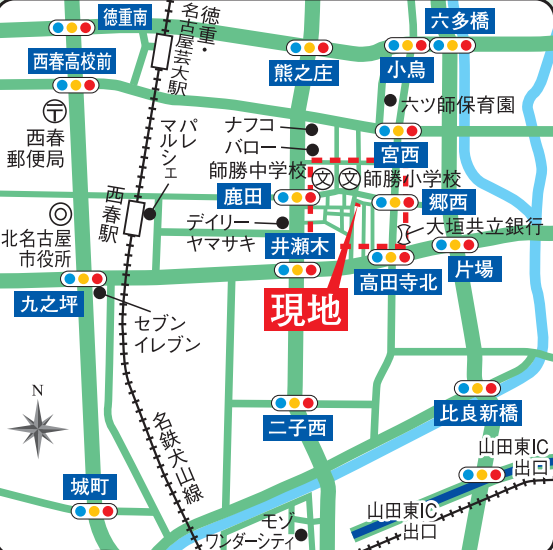 徳重南
徳重・
名古屋芸大駅
六多橋
熊之庄
小鳥
西春高校前
六ツ師保育園
〒
西春
郵便局
パレ
マルシェ
ナフコ
バロー
宮西
師勝中学校
文
文
師勝小学校
鹿田
郷西
西春駅
デイリー
ヤマザキ
大垣共立銀行
北名古屋
市役所
井瀬木
高田寺北
片場
九之坪
セブン
イレブン
現地
N
名鉄犬山線
二子西
比良新橋
山田東IC
出口
城町
山田東IC
出口
モゾ
ワンダーシティ